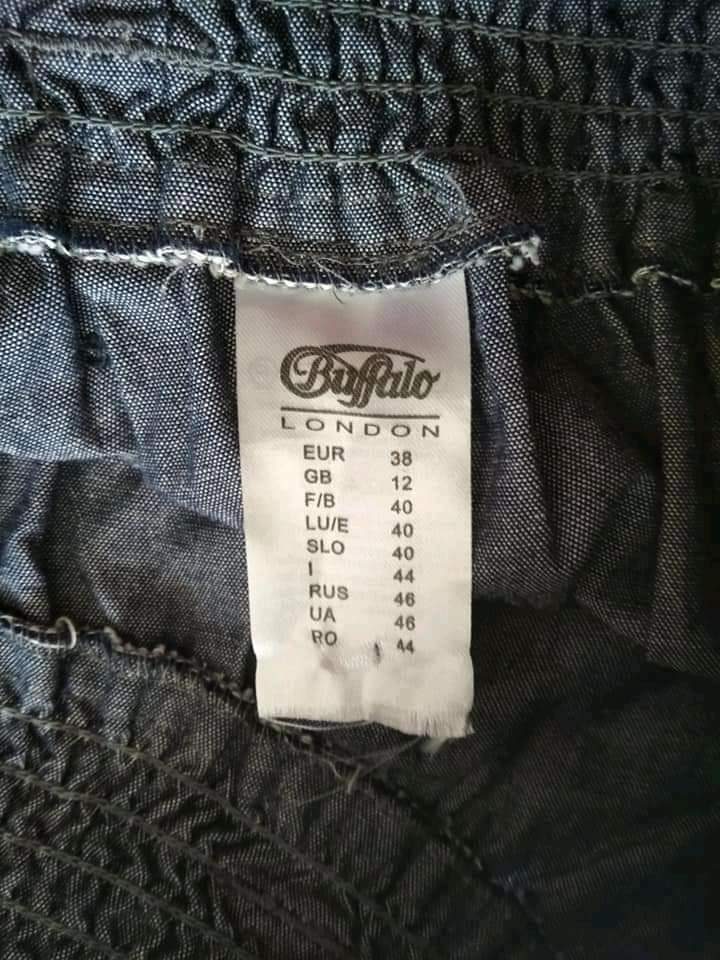 Buffalo
LONDON
EUR 38
GB 12
F/B 40
LU/E 40
SLO 40
I 44
RUS 46
UA 46
RO 44